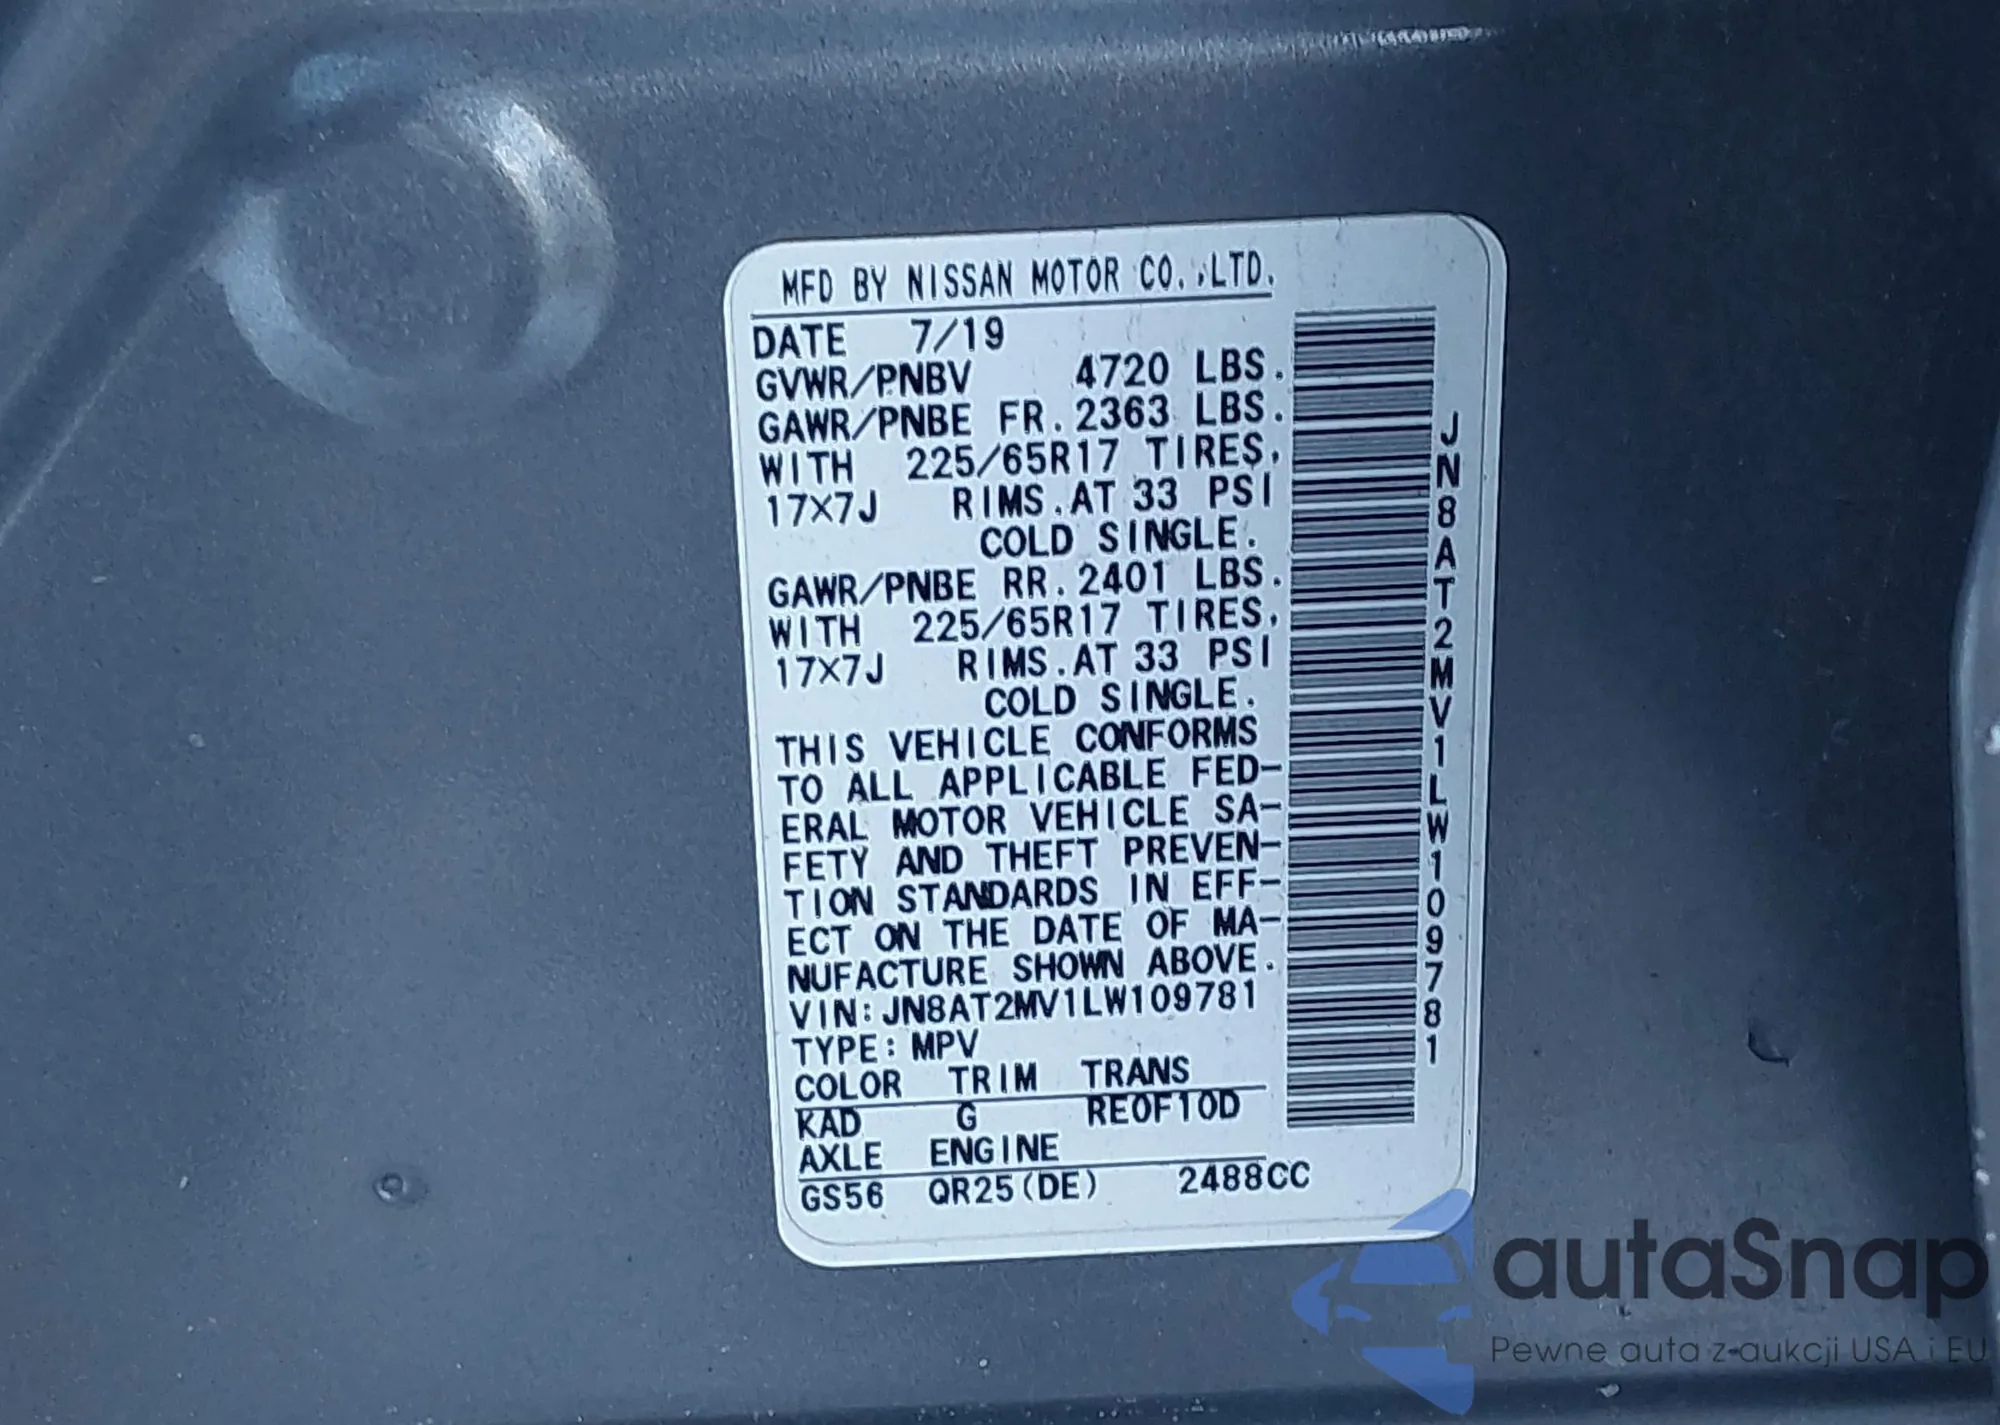 MFD BY NISSAN MOTOR CO.,LTD.
DATE 7/19
GVWR/PNBV 4720 LBS.
GAWR/PNBE FR.2363 LBS.
WITH 225/65R17 TIRES,
17X7J RIMS.AT 33 PSI
COLD SINGLE.
GAWR/PNBE RR.2401 LBS.
WITH 225/65R17 TIRES,
17X7J RIMS.AT 33 PSI
COLD SINGLE.
THIS VEHICLE CONFORMS
TO ALL APPLICABLE FED-
ERAL MOTOR VEHICLE SA-
FETY AND THEFT PREVEN-
TION STANDARDS IN EFF-
ECT ON THE DATE OF MA-
NUFACTURE SHOWN ABOVE.
VIN:JN8AT2MV1LW109781
TYPE:MPV
COLOR TRIM TRANS
KAD G RE0F10D
AXLE ENGINE
GS56 QR25(DE) 2488CC
JN8AT2MV1LW109781
autaSnap
Pewne auta z aukcji USA i EU